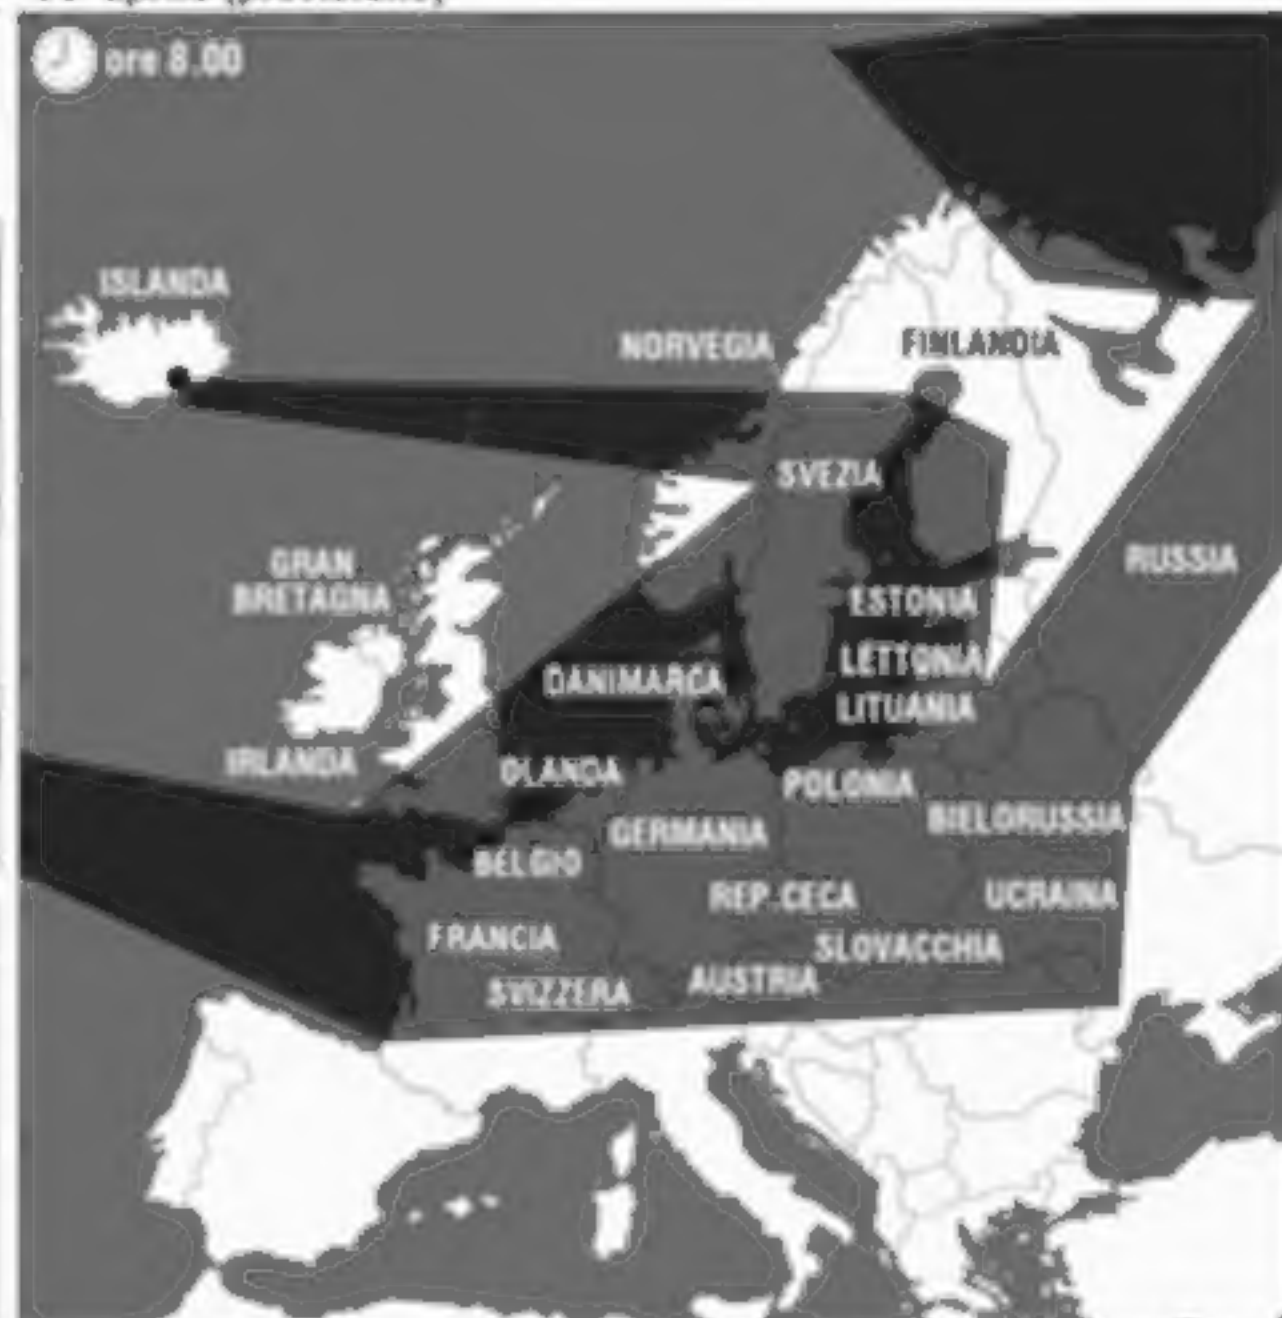 ore 8.00
ISLANDA
NORVEGIA
FINLANDIA
SVEZIA
GRAN
BRETAGNA
RUSSIA
ESTONIA
LETTONIA
DANIMARCA
LITUANIA
IRLANDA
OLANDA
POLONIA
BIELORUSSIA
GERMANIA
BELGIO
REP. CECA
UCRAINA
FRANCIA
SLOVACCHIA
SVIZZERA
AUSTRIA